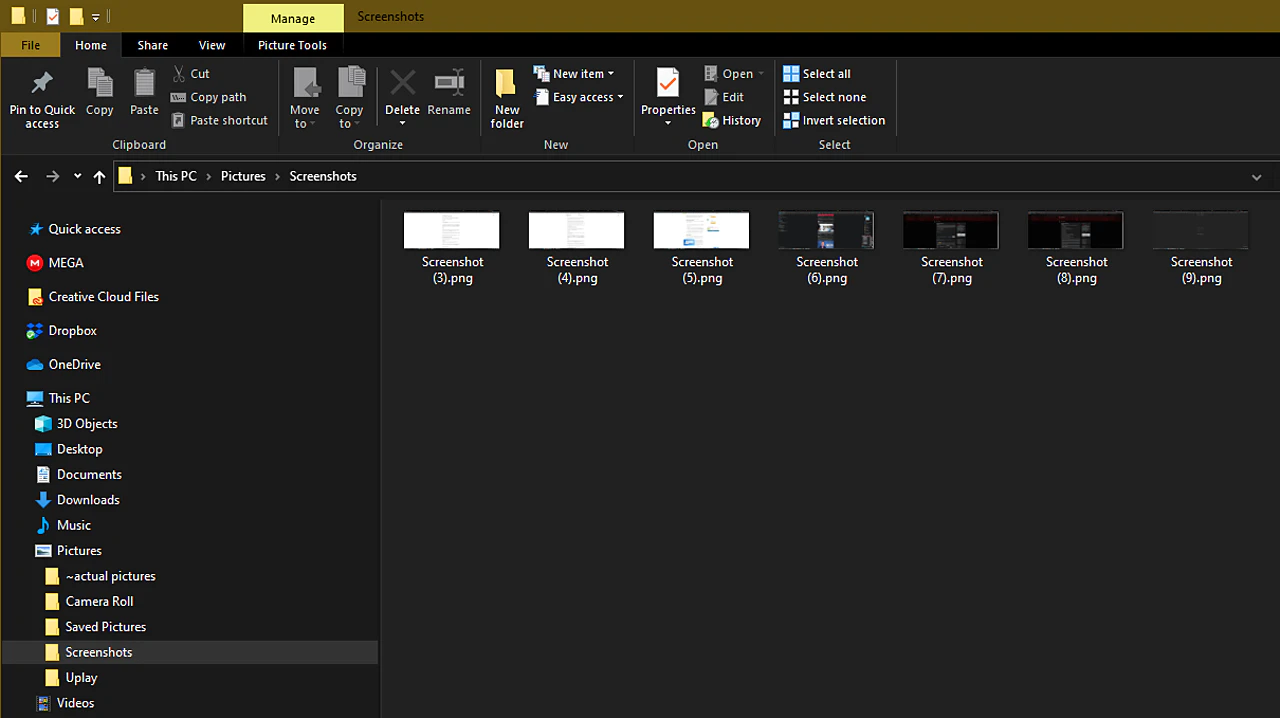 Manage
Screenshots
File
Home
Share
View
Picture Tools
Pin to Quick
access
Copy
Paste
Cut
Copy path
Paste shortcut
Clipboard
Move
to
Copy
to
Delete
Rename
Organize
New
folder
New item
Easy access
New
Properties
Open
Edit
History
Open
Select all
Select none
Invert selection
Select
This PC
Pictures
Screenshots
Quick access
MEGA
Creative Cloud Files
Dropbox
OneDrive
This PC
3D Objects
Desktop
Documents
Downloads
Music
Pictures
~actual pictures
Camera Roll
Saved Pictures
Screenshots
Uplay
Videos
Screenshot
(3).png
Screenshot
(4).png
Screenshot
(5).png
Screenshot
(6).png
Screenshot
(7).png
Screenshot
(8).png
Screenshot
(9).png